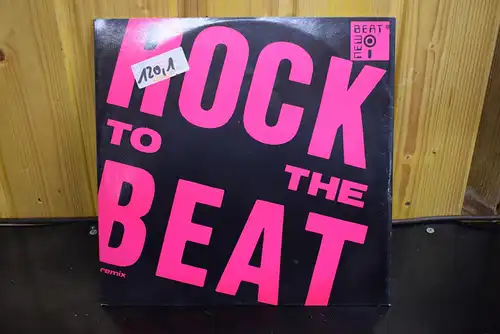 ROCK
TO THE
BEAT
remix
120,1
NEW BEAT